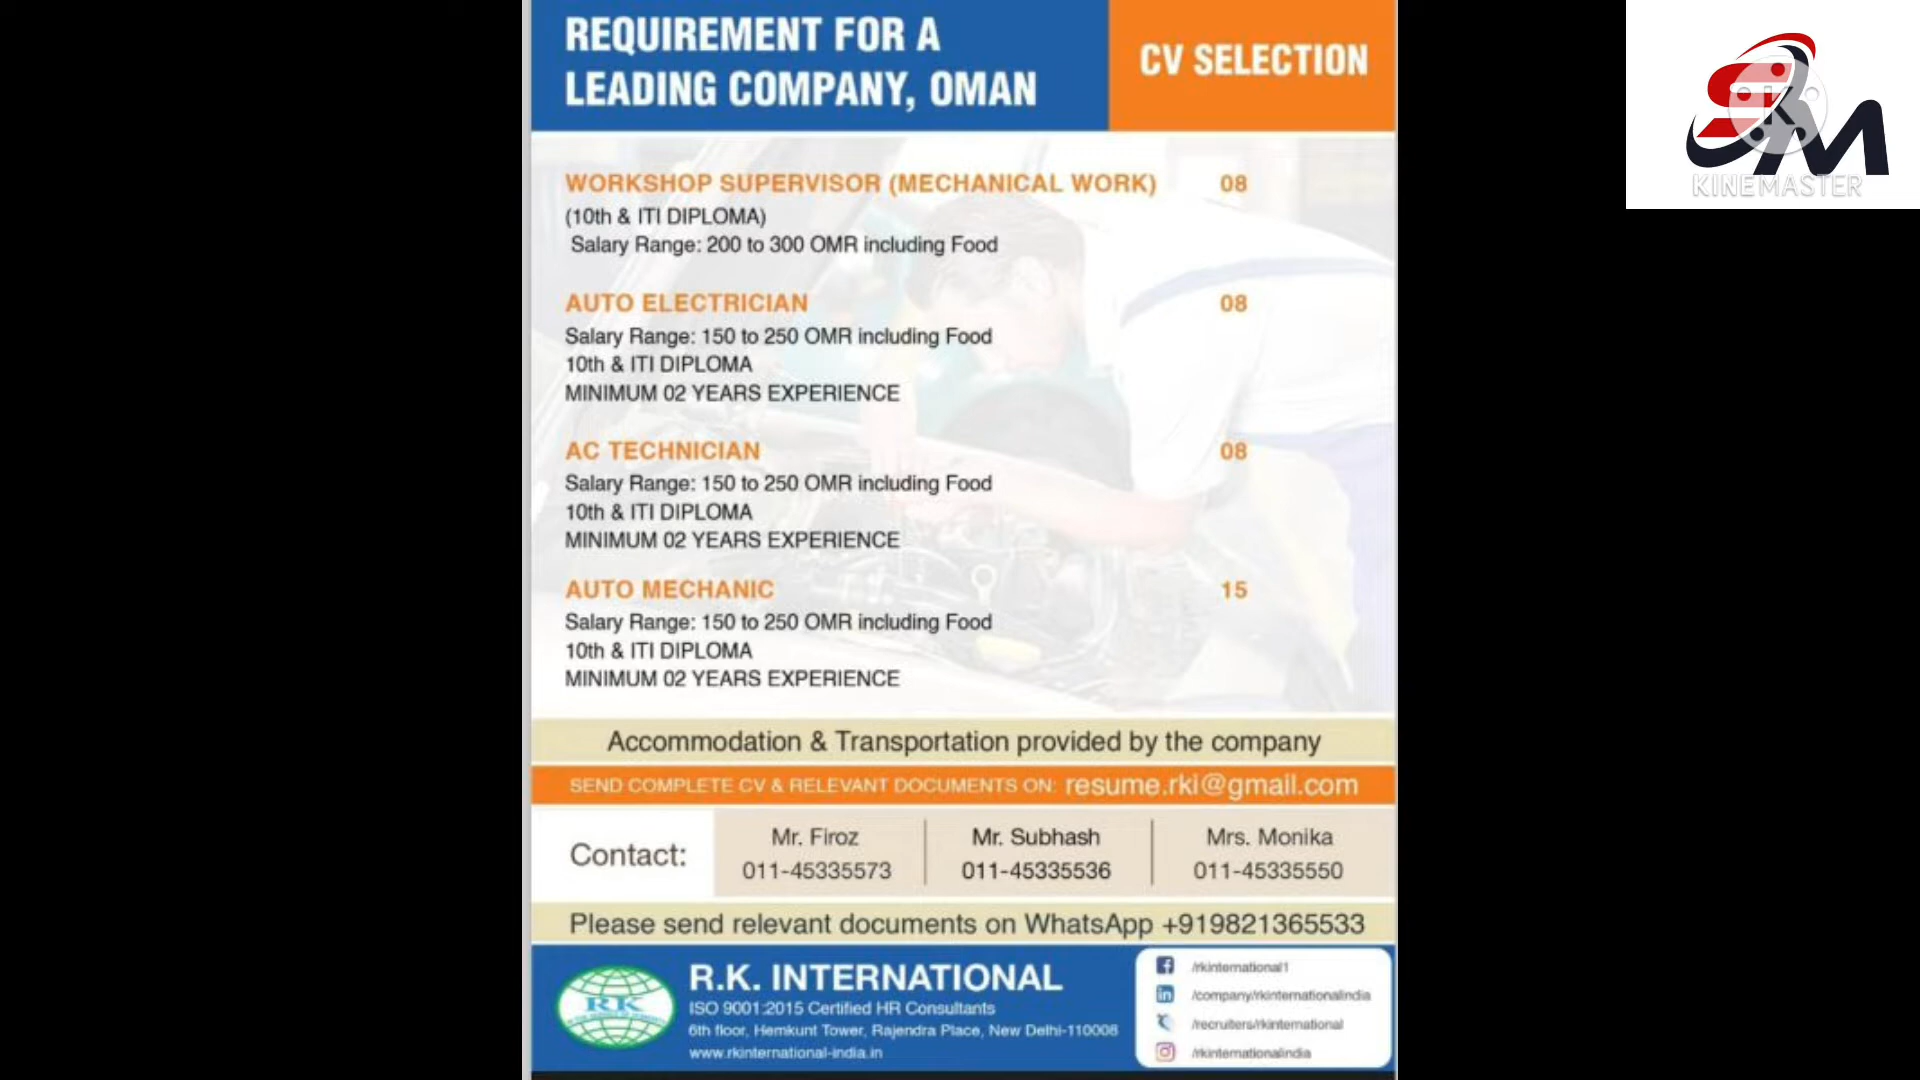 REQUIREMENT FOR A
LEADING COMPANY, OMAN
CV SELECTION
WORKSHOP SUPERVISOR (MECHANICAL WORK) 08
(10th & ITI DIPLOMA)
Salary Range: 200 to 300 OMR including Food
AUTO ELECTRICIAN 08
Salary Range: 150 to 250 OMR including Food
10th & ITI DIPLOMA
MINIMUM 02 YEARS EXPERIENCE
AC TECHNICIAN 08
Salary Range: 150 to 250 OMR including Food
10th & ITI DIPLOMA
MINIMUM 02 YEARS EXPERIENCE
AUTO MECHANIC 15
Salary Range: 150 to 250 OMR including Food
10th & ITI DIPLOMA
MINIMUM 02 YEARS EXPERIENCE
Accommodation & Transportation provided by the company
SEND COMPLETE CV & RELEVANT DOCUMENTS ON: resume.rki@gmail.com
Contact:
Mr. Firoz
011-45335573
Mr. Subhash
011-45335536
Mrs. Monika
011-45335550
Please send relevant documents on WhatsApp +919821365533
RK
R.K. INTERNATIONAL
ISO 9001:2015 Certified HR Consultants
6th floor, Hemkunt Tower, Rajendra Place, New Delhi-110008
www.rkinternational-india.in
/rkinternational1
/company/rkinternationalindia
/recruiters/rkinternational
/rkinternationalindia
K
KINEMASTER